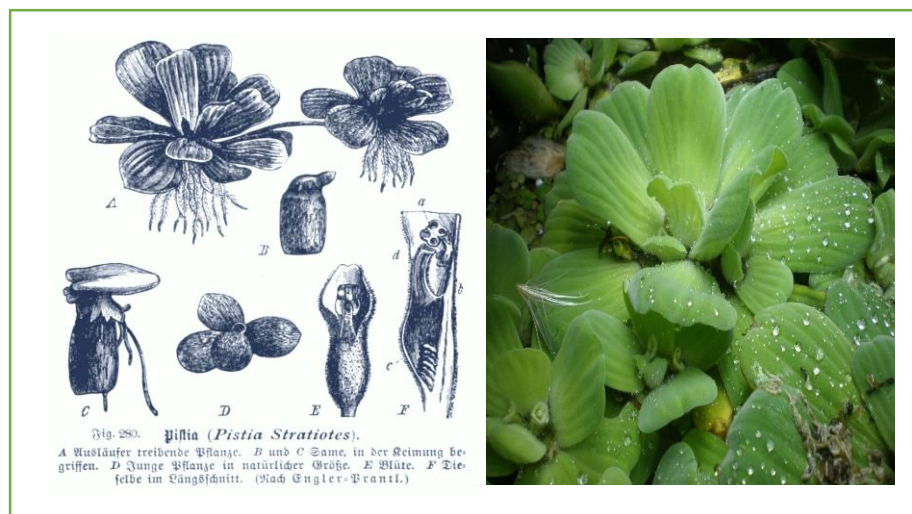 A
B
a
d
b
c
C
D
E
F
Fig. 280. Pistia (Pistia Stratiotes).
A Ausläufer treibende Pflanze. B und C Same, in der Keimung be-
griffen. D Junge Pflanze in natürlicher Größe. E Blüte. F Die-
selbe im Längsschnitt. (Nach Engler-Prantl.)